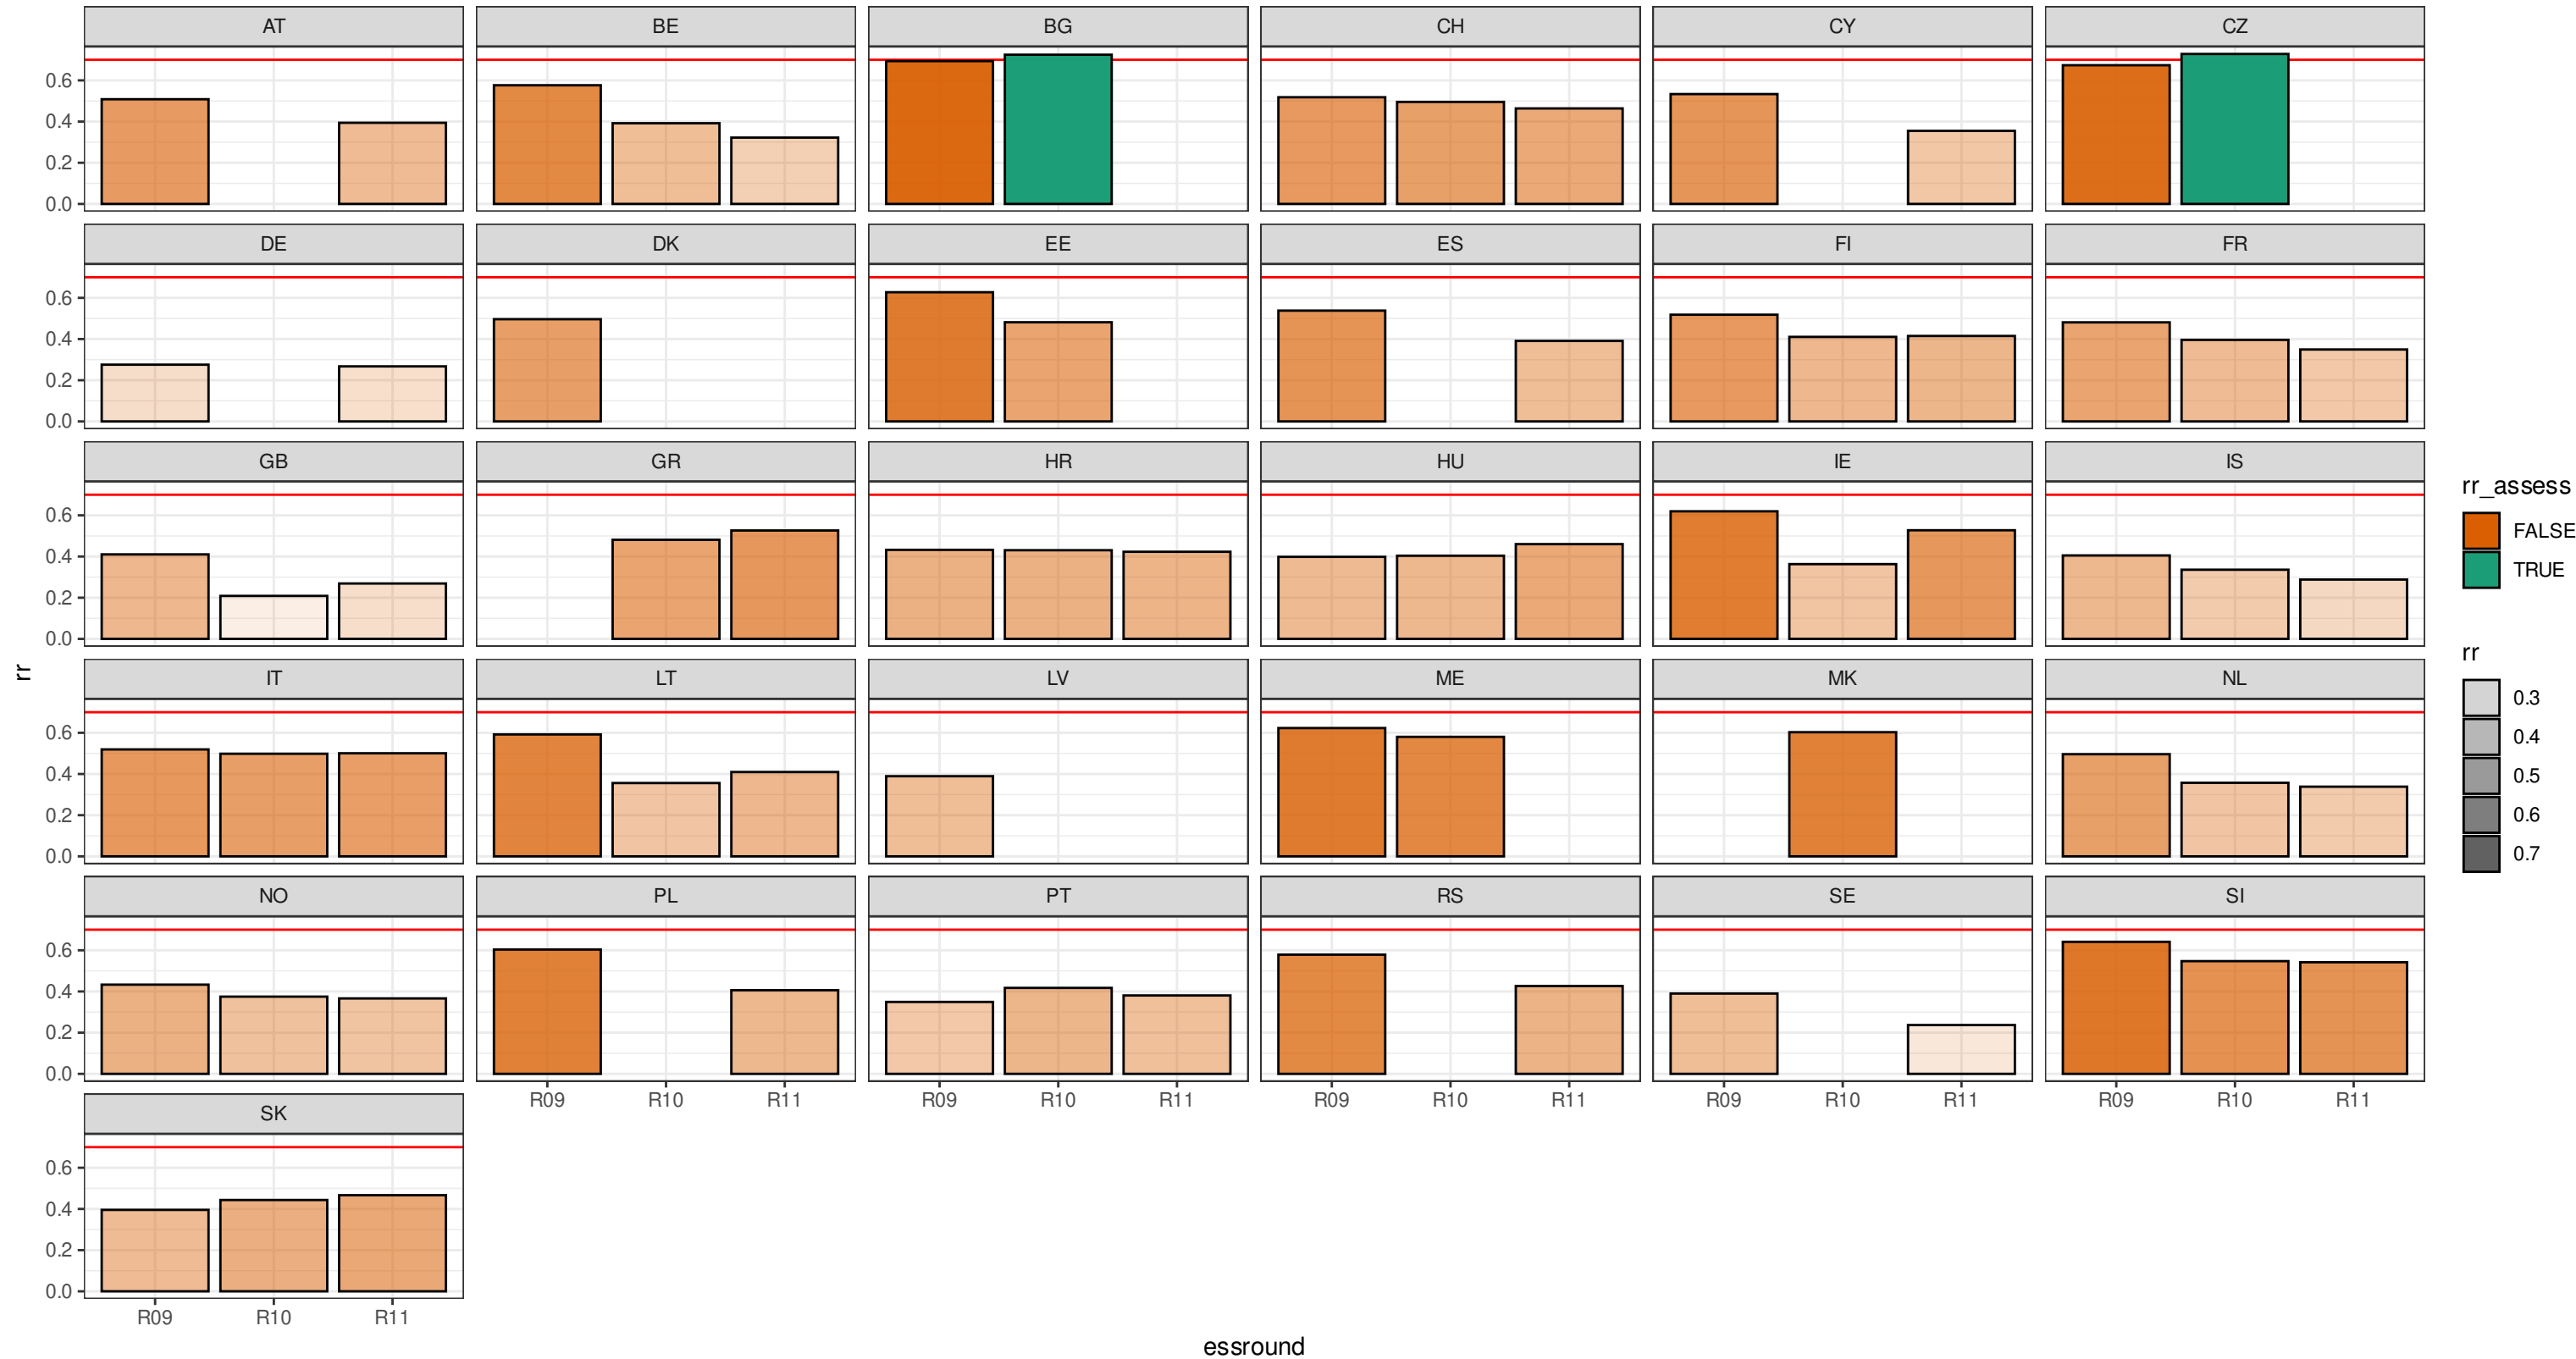 AT BE BG CH CY CZ
0.6
0.4
0.2
0.0
DE DK EE ES FI FR
0.6
0.4
0.2
0.0
GB GR HR HU IE IS
0.6
0.4
0.2
0.0
IT LT LV ME MK NL
0.6
0.4
0.2
0.0
NO PL PT RS SE SI
0.6
0.4
0.2
0.0
R09 R10 R11 R09 R10 R11 R09 R10 R11 R09 R10 R11 R09 R10 R11
SK
0.6
0.4
0.2
0.0
R09 R10 R11
essround
rr
rr_assess
FALSE
TRUE
rr
0.3
0.4
0.5
0.6
0.7